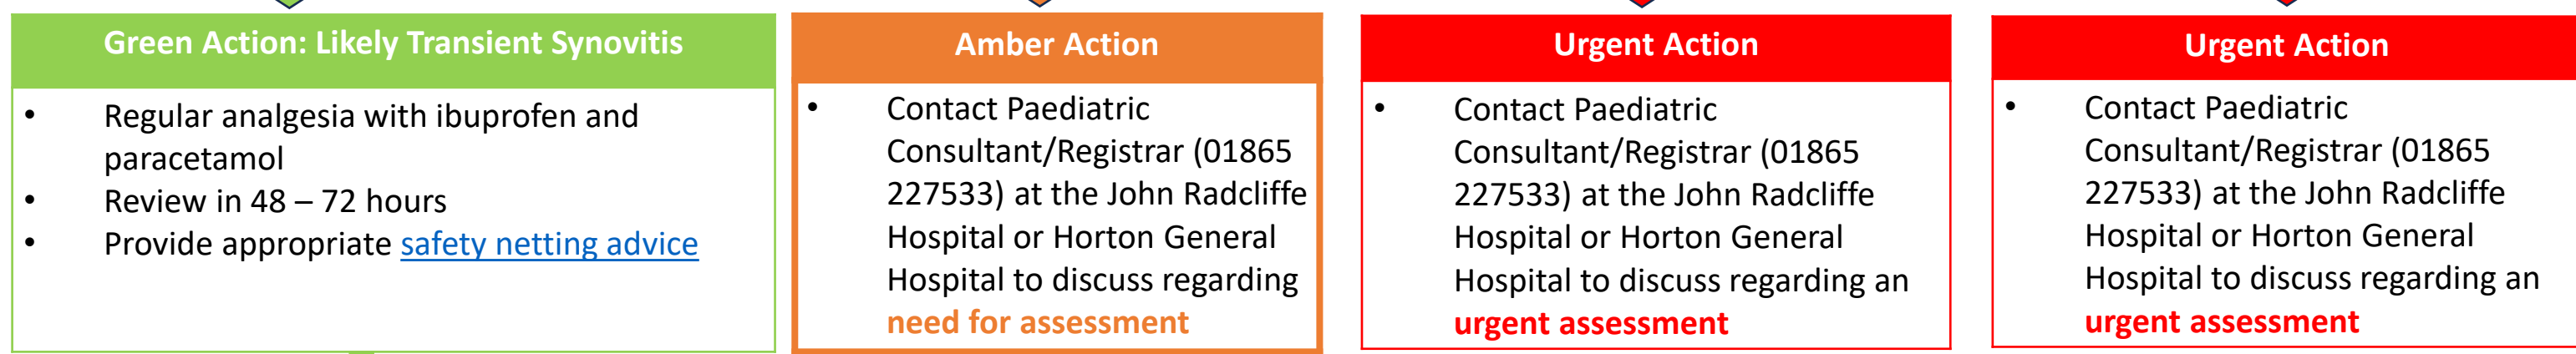 Green Action: Likely Transient Synovitis
• Regular analgesia with ibuprofen and
paracetamol
• Review in 48 – 72 hours
• Provide appropriate safety netting advice
Amber Action
• Contact Paediatric
Consultant/Registrar (01865
227533) at the John Radcliffe
Hospital or Horton General
Hospital to discuss regarding
need for assessment
Urgent Action
• Contact Paediatric
Consultant/Registrar (01865
227533) at the John Radcliffe
Hospital or Horton General
Hospital to discuss regarding an
urgent assessment
Urgent Action
• Contact Paediatric
Consultant/Registrar (01865
227533) at the John Radcliffe
Hospital or Horton General
Hospital to discuss regarding an
urgent assessment